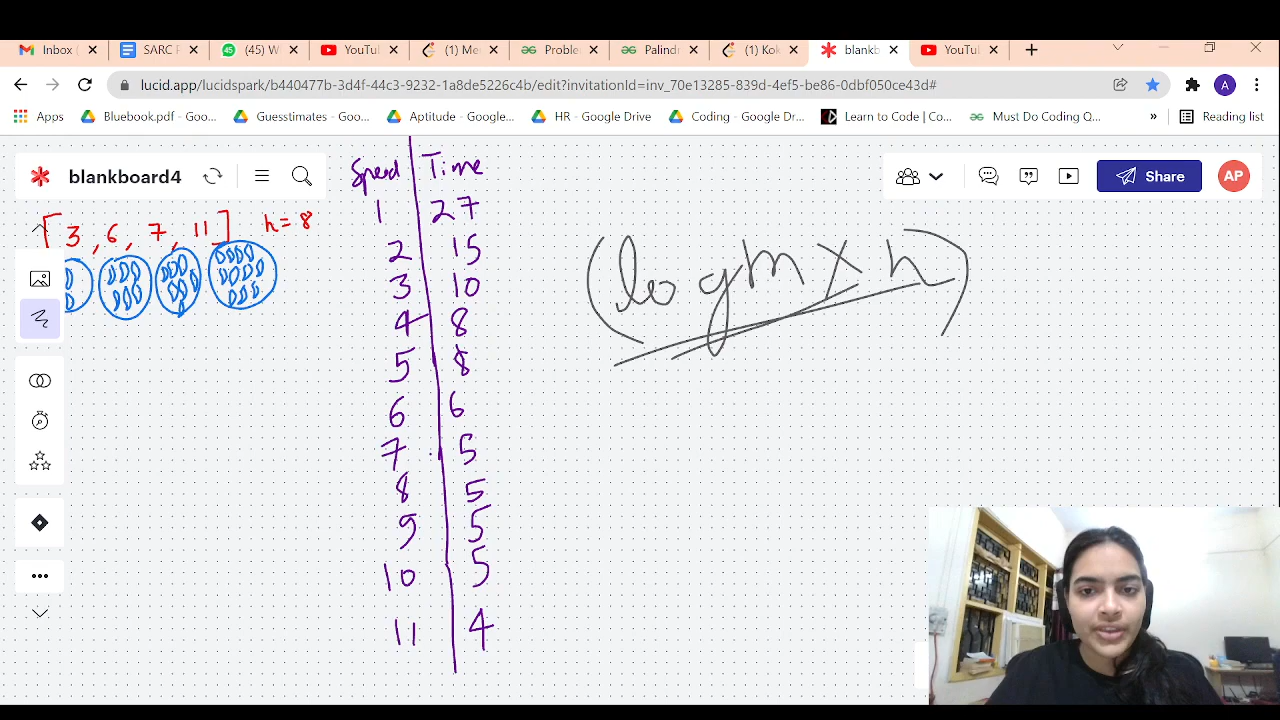 Inbox (
SARC F
(45) W
YouTu
(1) Me
Proble
Palind
(1) Kok
blankb
YouTu
lucid.app/lucidspark/b440477b-3d4f-44c3-9232-1a8de5226c4b/edit?invitationId=inv_70e13285-839d-4ef5-be86-0dbf050ce43d#
A
Apps
Bluebook.pdf - Goo...
Guesstimates - Goo...
Aptitude - Google...
HR - Google Drive
Coding - Google Dr...
Learn to Code | Co...
Must Do Coding Q...
»
Reading list
blankboard4
Share
AP
[3, 6, 7, 11] h = 8
Speed Time
1 27
2 15
3 10
4 8
5 8
6 6
7 5
8 5
9 5
10 5
11 4
(log m x n)